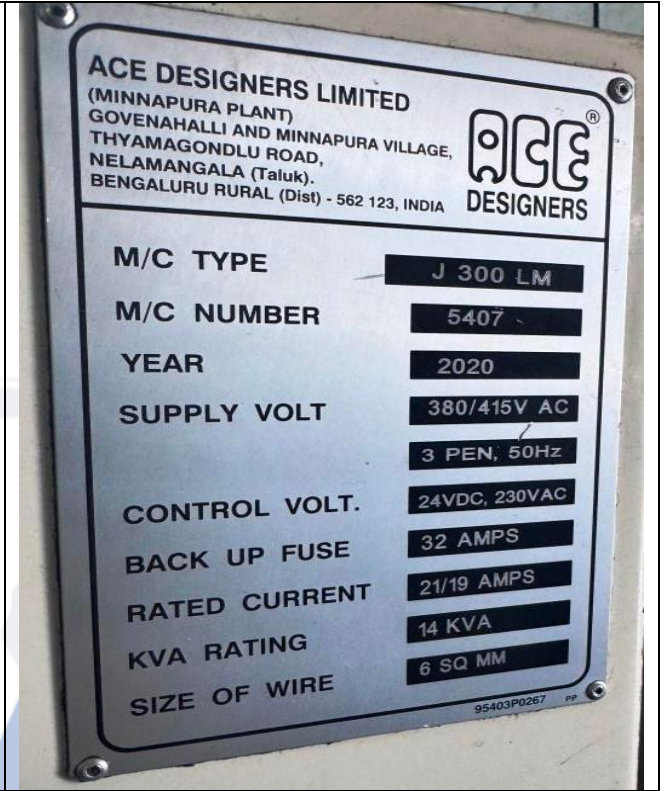 ACE DESIGNERS LIMITED
(MINNAPURA PLANT)
GOVENAHALLI AND MINNAPURA VILLAGE,
THYAMAGONDLU ROAD,
NELAMANGALA (Taluk).
BENGALURU RURAL (Dist) - 562 123, INDIA
ACE ®
DESIGNERS
M/C TYPE J 300 LM
M/C NUMBER 5407
YEAR 2020
SUPPLY VOLT 380/415V AC
3 PEN, 50Hz
CONTROL VOLT. 24VDC, 230VAC
BACK UP FUSE 32 AMPS
RATED CURRENT 21/19 AMPS
KVA RATING 14 KVA
SIZE OF WIRE 6 SQ MM
95403P0267 PP